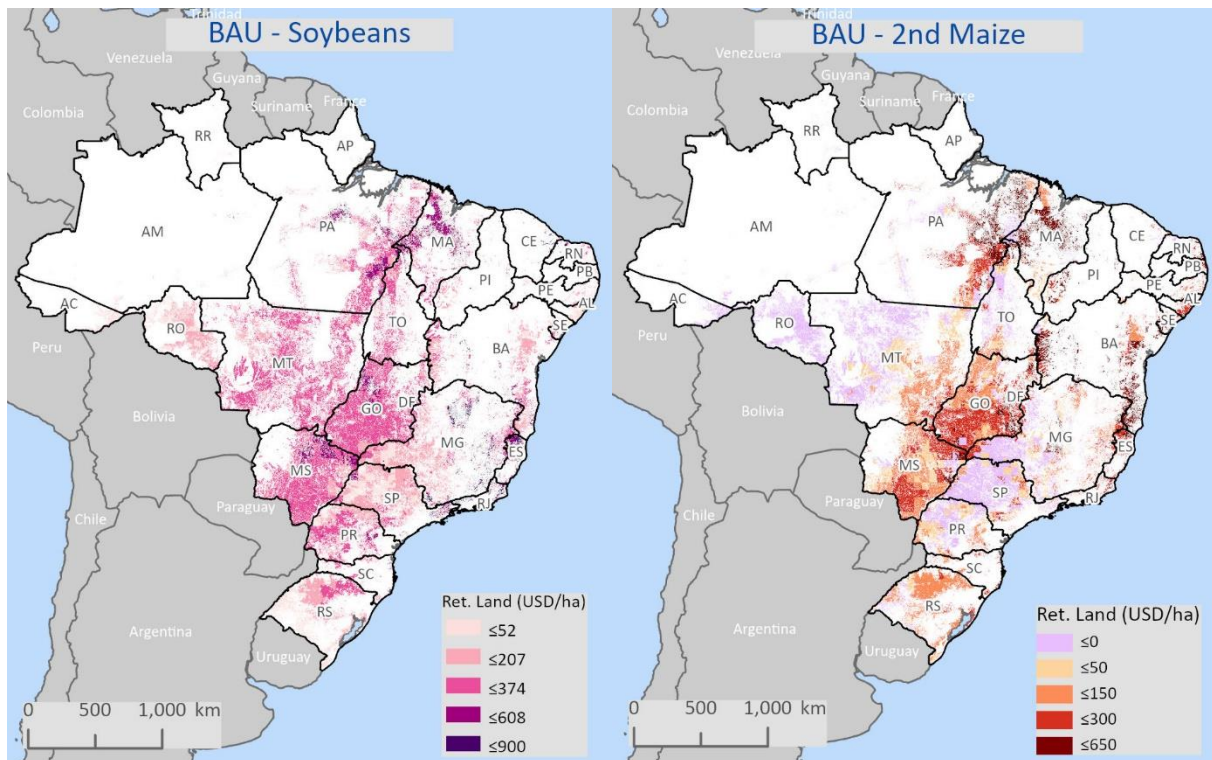 BAU - Soybeans
Trinidad
Venezuela
Guyana
Suriname
France
Colombia
RR
AP
AM
PA
MA
CE
RN
PB
PI
PE
AL
SE
AC
RO
TO
BA
Peru
MT
GO
DF
Bolivia
MG
ES
MS
SP
RJ
Paraguay
Chile
PR
SC
RS
Argentina
Uruguay
Ret. Land (USD/ha)
≤52
≤207
≤374
≤608
≤900
0 500 1,000 km
BAU - 2nd Maize
Trinidad
Venezuela
Guyana
Suriname
France
Colombia
RR
AP
AM
PA
MA
CE
RN
PB
PI
PE
AL
SE
AC
RO
TO
BA
Peru
MT
GO
DF
Bolivia
MG
ES
MS
SP
RJ
Paraguay
Chile
PR
SC
RS
Argentina
Uruguay
Ret. Land (USD/ha)
≤0
≤50
≤150
≤300
≤650
0 500 1,000 km